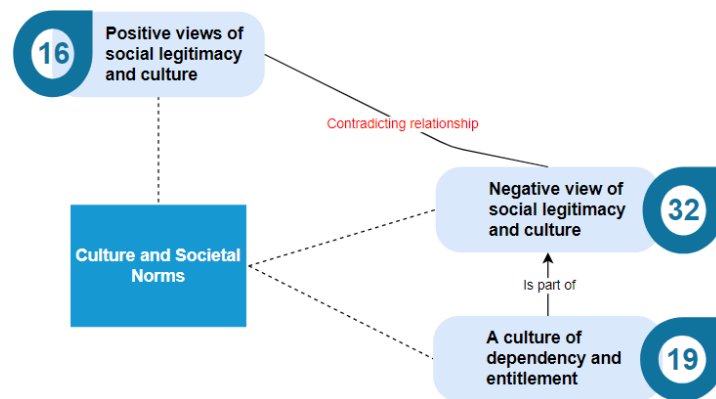 16
Positive views of
social legitimacy
and culture
Contradicting relationship
Negative view of
social legitimacy
and culture
32
Culture and Societal
Norms
Is part of
A culture of
dependency and
entitlement
19